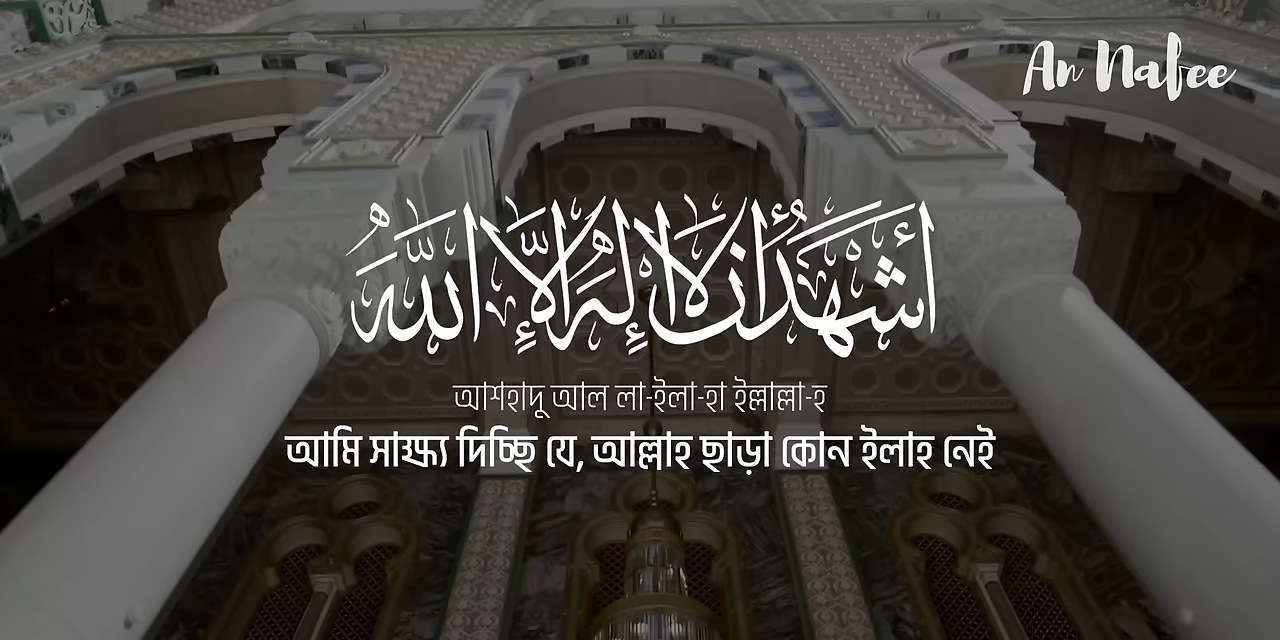 An Nafee
أَشْهَدُ أَنْ لَا إِلَٰهَ إِلَّا اللَّهُ
আশহাদু আল লা-ইলা-হা ইল্লাল্লা-হ
আমি সাক্ষ্য দিচ্ছি যে, আল্লাহ ছাড়া কোন ইলাহ নেই